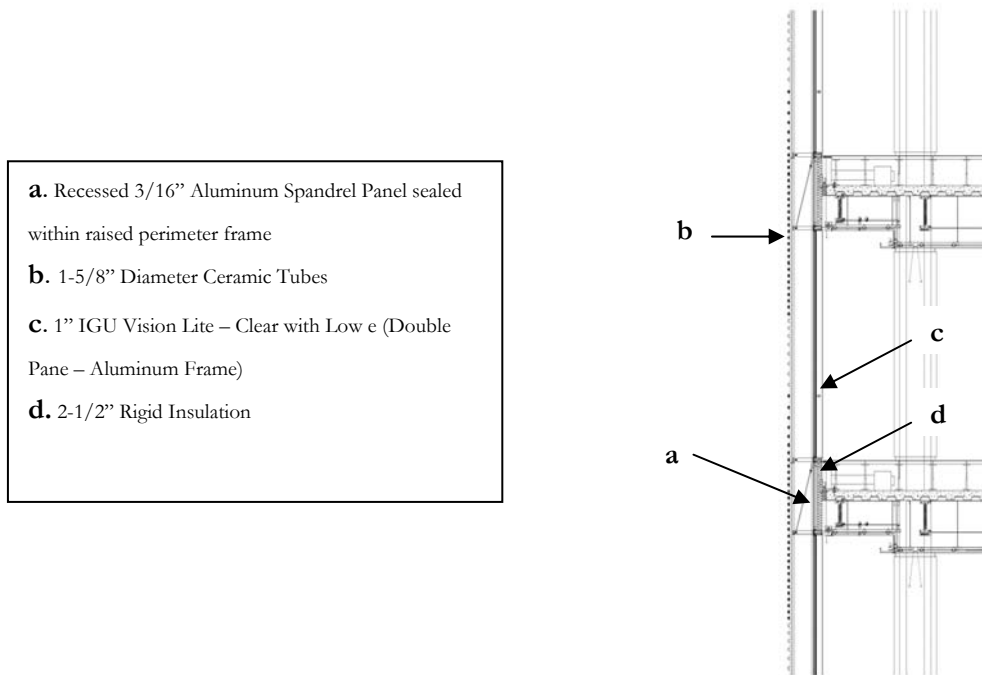 a. Recessed 3/16” Aluminum Spandrel Panel sealed
within raised perimeter frame
b. 1-5/8” Diameter Ceramic Tubes
c. 1” IGU Vision Lite – Clear with Low e (Double
Pane – Aluminum Frame)
d. 2-1/2” Rigid Insulation
b
c
d
a